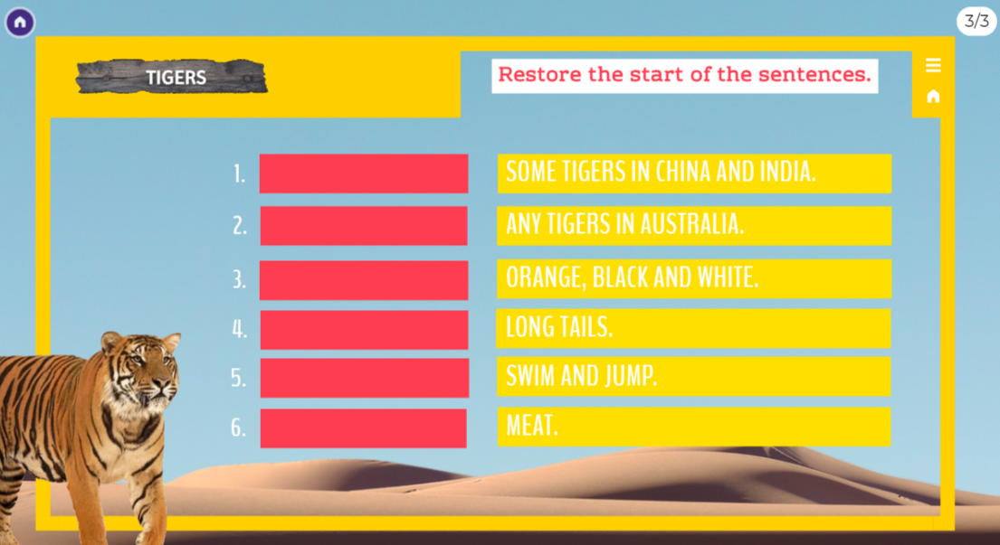 3/3
TIGERS
Restore the start of the sentences.
1. SOME TIGERS IN CHINA AND INDIA.
2. ANY TIGERS IN AUSTRALIA.
3. ORANGE, BLACK AND WHITE.
4. LONG TAILS.
5. SWIM AND JUMP.
6. MEAT.